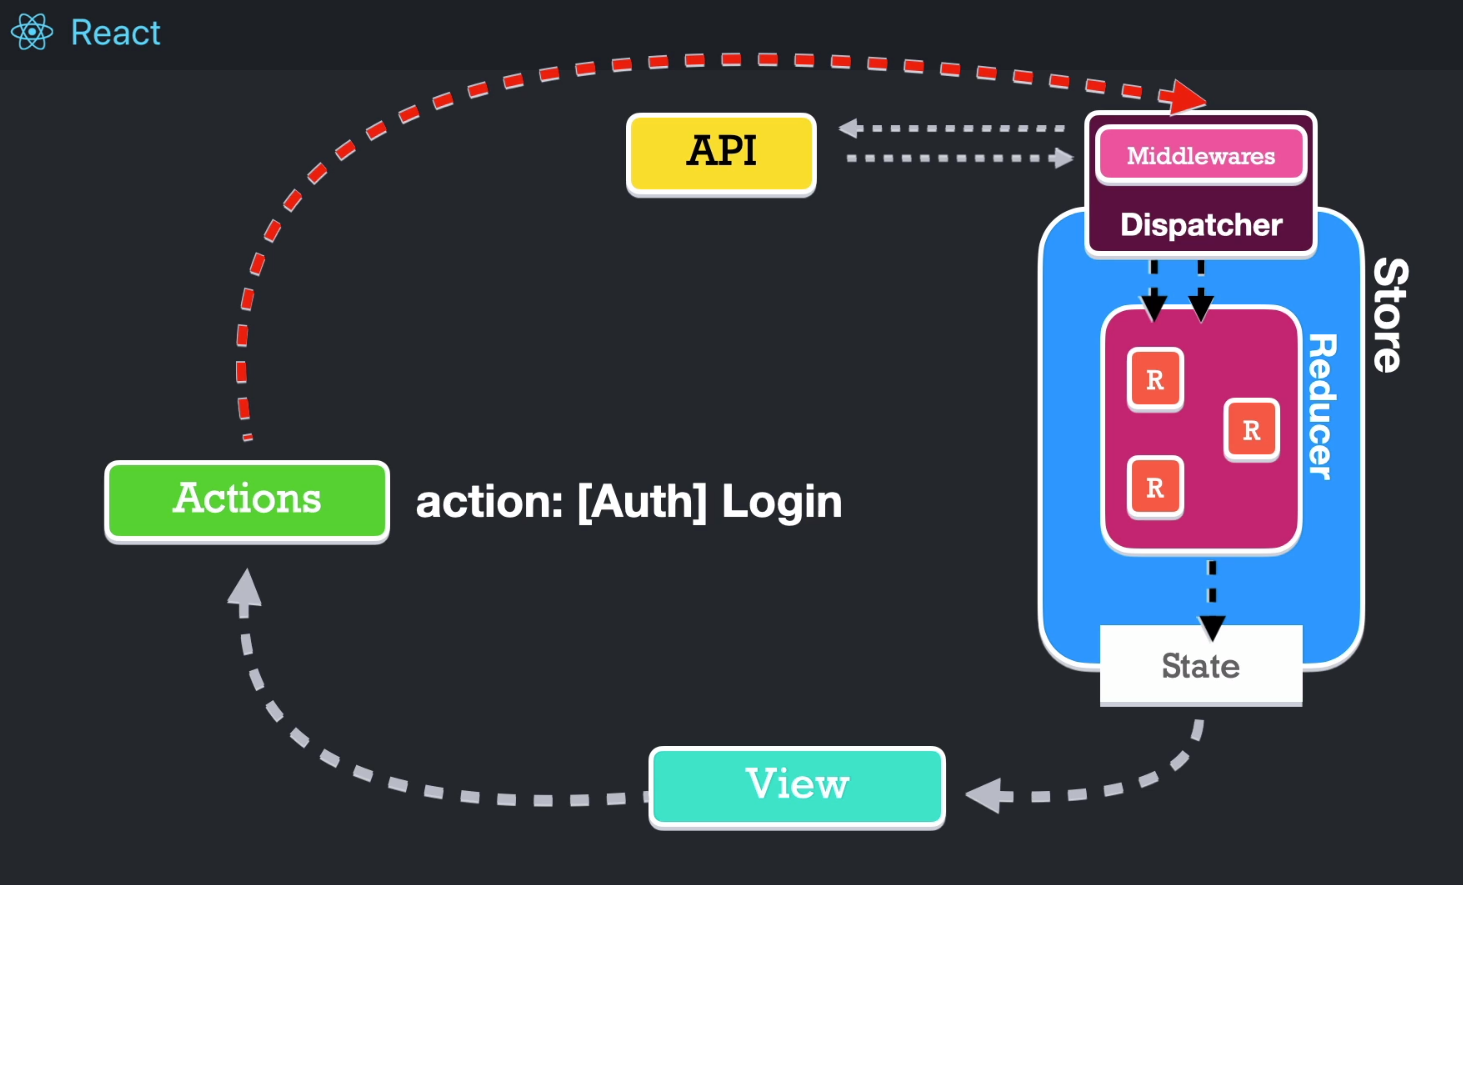 React
API
Middlewares
Dispatcher
Store
Reducer
R
R
R
Actions
action: [Auth] Login
State
View